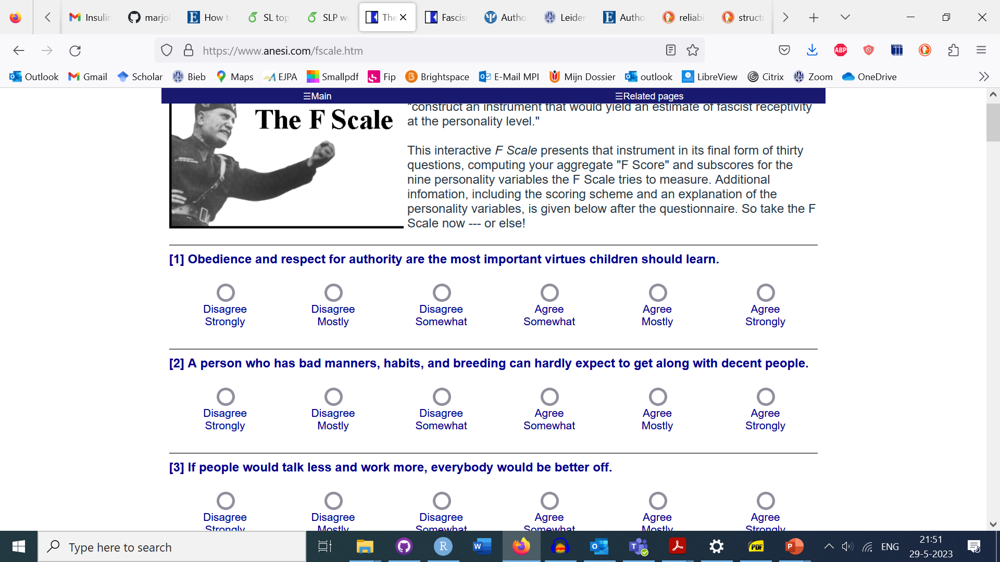 Insulin
marjol
How to
SL top
SLP we
The
Fascis
Autho
Leiden
Autho
reliabi
structu
https://www.anesi.com/fscale.htm
ABP
Outlook
Gmail
Scholar
Bieb
Maps
EJPA
Smallpdf
Fip
Brightspace
E-Mail MPI
Mijn Dossier
outlook
LibreView
Citrix
Zoom
OneDrive
☰Main
☰Related pages
The F Scale
"construct an instrument that would yield an estimate of fascist receptivity
at the personality level."
This interactive F Scale presents that instrument in its final form of thirty
questions, computing your aggregate "F Score" and subscores for the
nine personality variables the F Scale tries to measure. Additional
infomation, including the scoring scheme and an explanation of the
personality variables, is given below after the questionnaire. So take the F
Scale now --- or else!
[1] Obedience and respect for authority are the most important virtues children should learn.
Disagree Disagree Disagree Agree Agree Agree
Strongly Mostly Somewhat Somewhat Mostly Strongly
[2] A person who has bad manners, habits, and breeding can hardly expect to get along with decent people.
Disagree Disagree Disagree Agree Agree Agree
Strongly Mostly Somewhat Somewhat Mostly Strongly
[3] If people would talk less and work more, everybody would be better off.
Disagree Disagree Disagree Agree Agree Agree
Strongly Mostly Somewhat Somewhat Mostly Strongly
Type here to search
ENG
21:51
29-5-2023